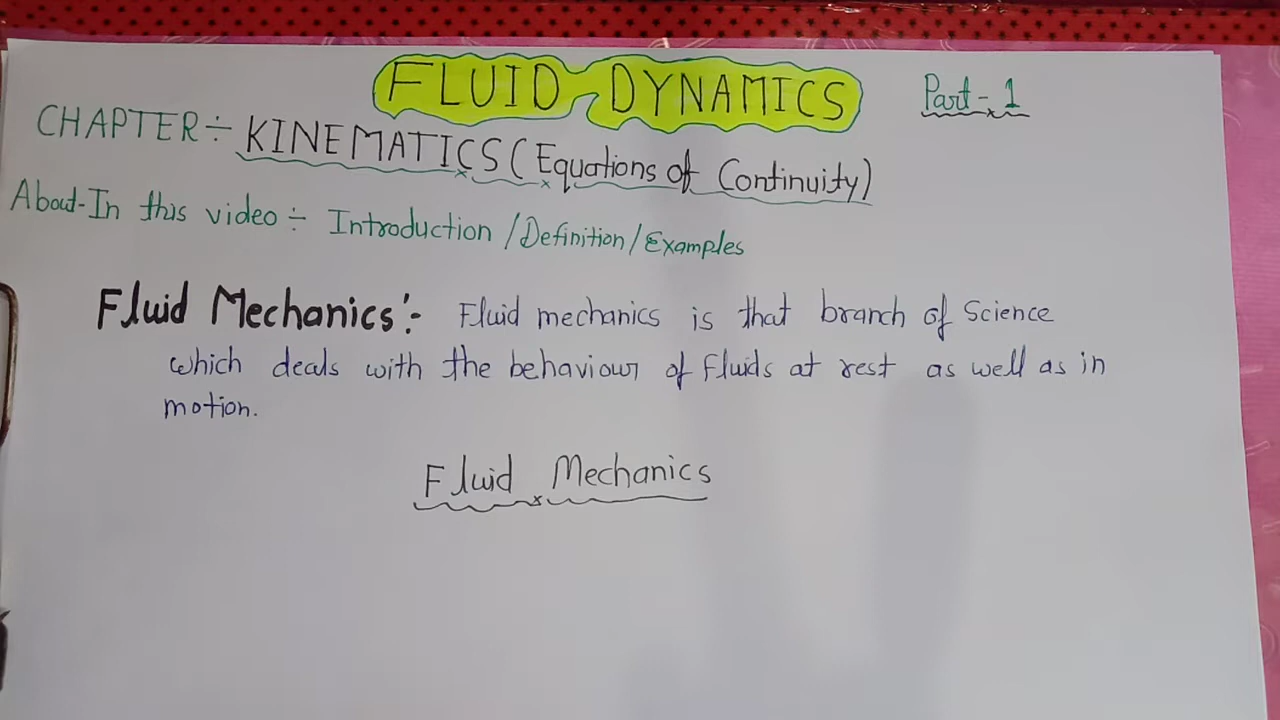 FLUID DYNAMICS Part-1
CHAPTER÷ KINEMATICS (Equations of Continuity)
About-In this video ÷ Introduction /Definition/Examples
Fluid Mechanics:- Fluid mechanics is that branch of Science
which deals with the behaviour of fluids at rest as well as in
motion.
Fluid Mechanics